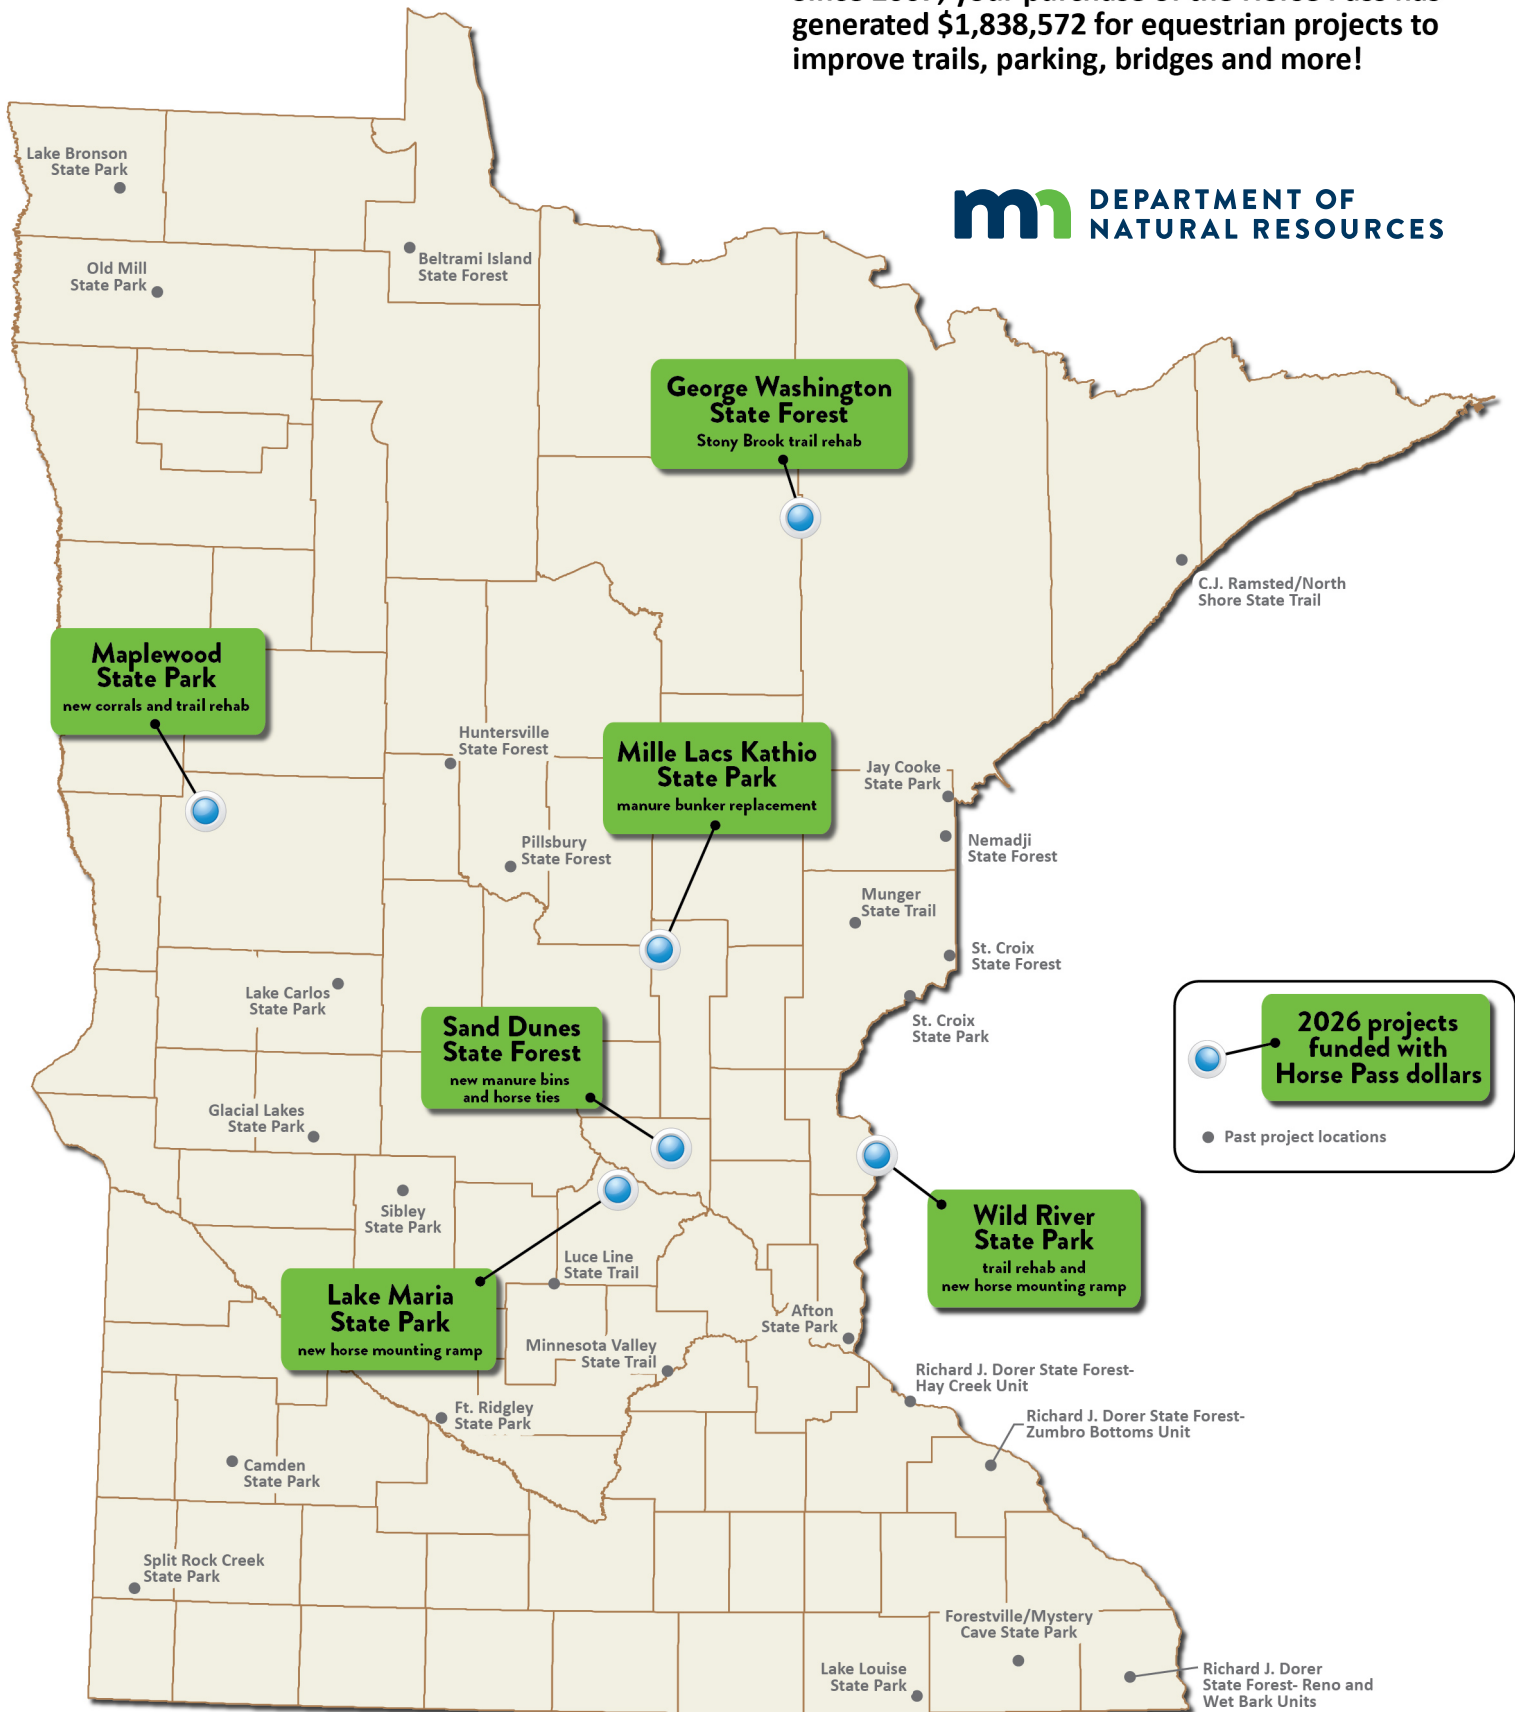 generated $1,838,572 for equestrian projects to
improve trails, parking, bridges and more!
mn DEPARTMENT OF
NATURAL RESOURCES
Lake Bronson
State Park
Old Mill
State Park
Beltrami Island
State Forest
George Washington
State Forest
Stony Brook trail rehab
C.J. Ramsted/North
Shore State Trail
Maplewood
State Park
new corrals and trail rehab
Huntersville
State Forest
Mille Lacs Kathio
State Park
manure bunker replacement
Jay Cooke
State Park
Pillsbury
State Forest
Nemadji
State Forest
Munger
State Trail
St. Croix
State Forest
Lake Carlos
State Park
St. Croix
State Park
Sand Dunes
State Forest
new manure bins
and horse ties
2026 projects
funded with
Horse Pass dollars
Past project locations
Glacial Lakes
State Park
Sibley
State Park
Wild River
State Park
trail rehab and
new horse mounting ramp
Luce Line
State Trail
Lake Maria
State Park
new horse mounting ramp
Afton
State Park
Minnesota Valley
State Trail
Richard J. Dorer State Forest-
Hay Creek Unit
Ft. Ridgley
State Park
Richard J. Dorer State Forest-
Zumbro Bottoms Unit
Camden
State Park
Split Rock Creek
State Park
Forestville/Mystery
Cave State Park
Lake Louise
State Park
Richard J. Dorer
State Forest- Reno and
Wet Bark Units